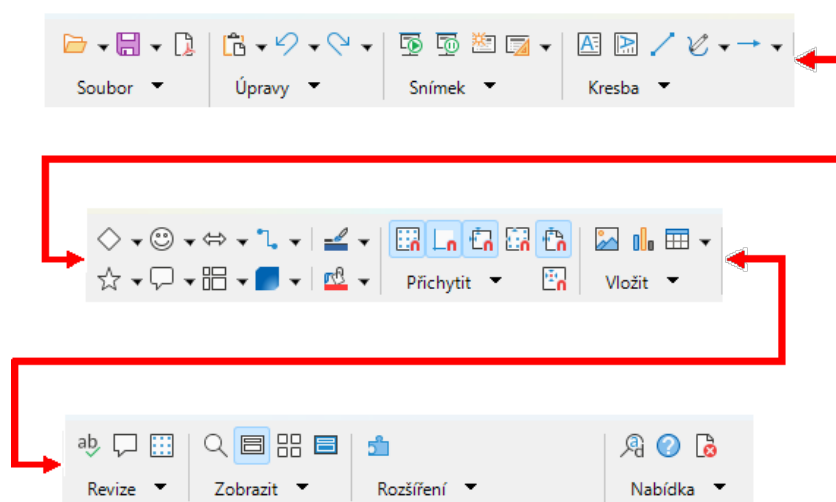 Soubor Úpravy Snímek Kresba
Přichytit Vložit
Revize Zobrazit Rozšíření Nabídka